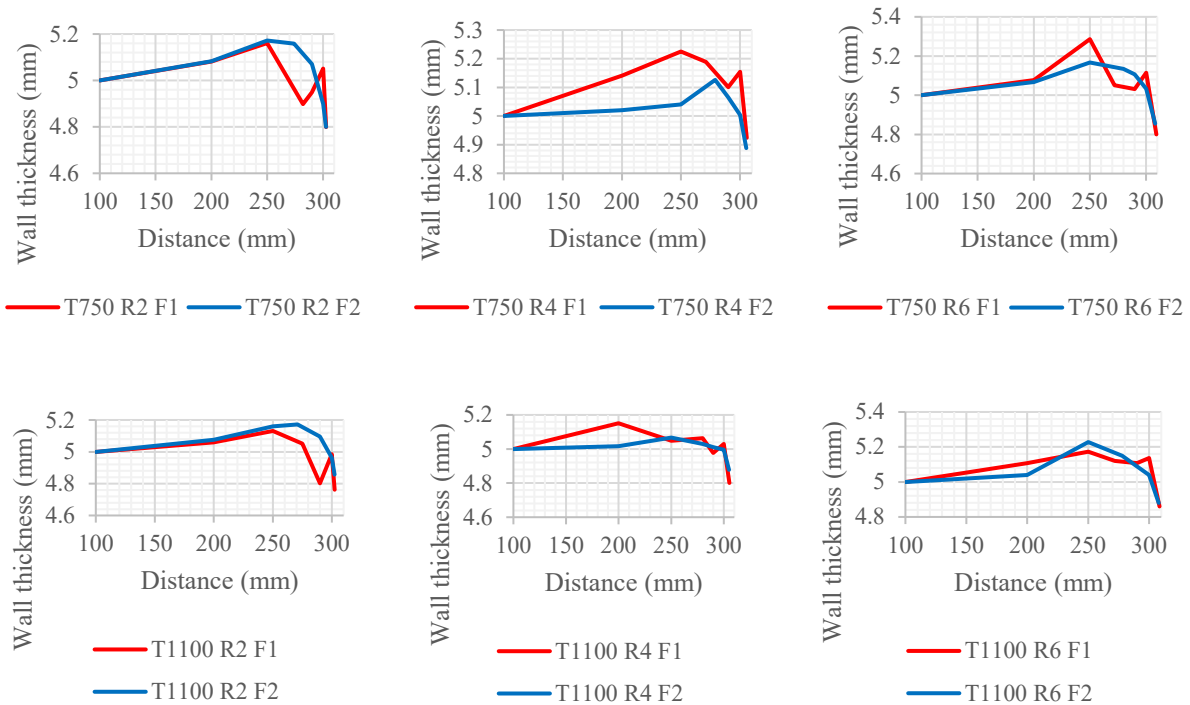 Wall thickness (mm)
5.2
5
4.8
4.6
100 150 200 250 300
Distance (mm)
T750 R2 F1 T750 R2 F2
Wall thickness (mm)
5.3
5.2
5.1
5
4.9
4.8
100 150 200 250 300
Distance (mm)
T750 R4 F1 T750 R4 F2
Wall thickness (mm)
5.4
5.2
5
4.8
4.6
100 150 200 250 300
Distance (mm)
T750 R6 F1 T750 R6 F2
Wall thickness (mm)
5.2
5
4.8
4.6
100 150 200 250 300
Distance (mm)
T1100 R2 F1
T1100 R2 F2
Wall thickness (mm)
5.2
5
4.8
4.6
100 150 200 250 300
Distance (mm)
T1100 R4 F1
T1100 R4 F2
Wall thickness (mm)
5.4
5.2
5
4.8
100 150 200 250 300
Distance (mm)
T1100 R6 F1
T1100 R6 F2